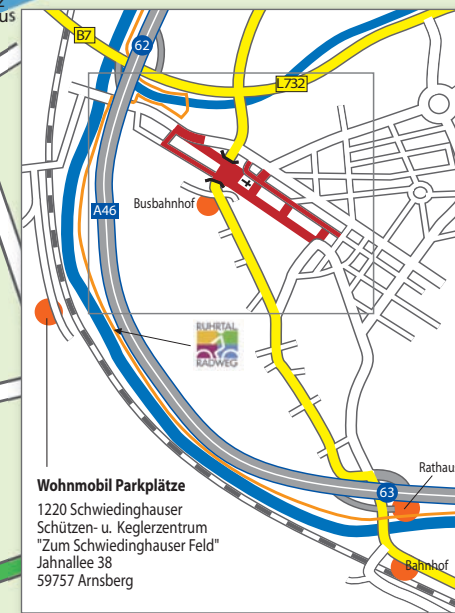 us
B7
62
L732
Busbahnhof
A46
RUHRTAL
RADWEG
Wohnmobil Parkplätze
1220 Schwiedinghauser
Schützen- u. Keglerzentrum
"Zum Schwiedinghauser Feld"
Jahnallee 38
59757 Arnsberg
Rathaus
63
Bahnhof